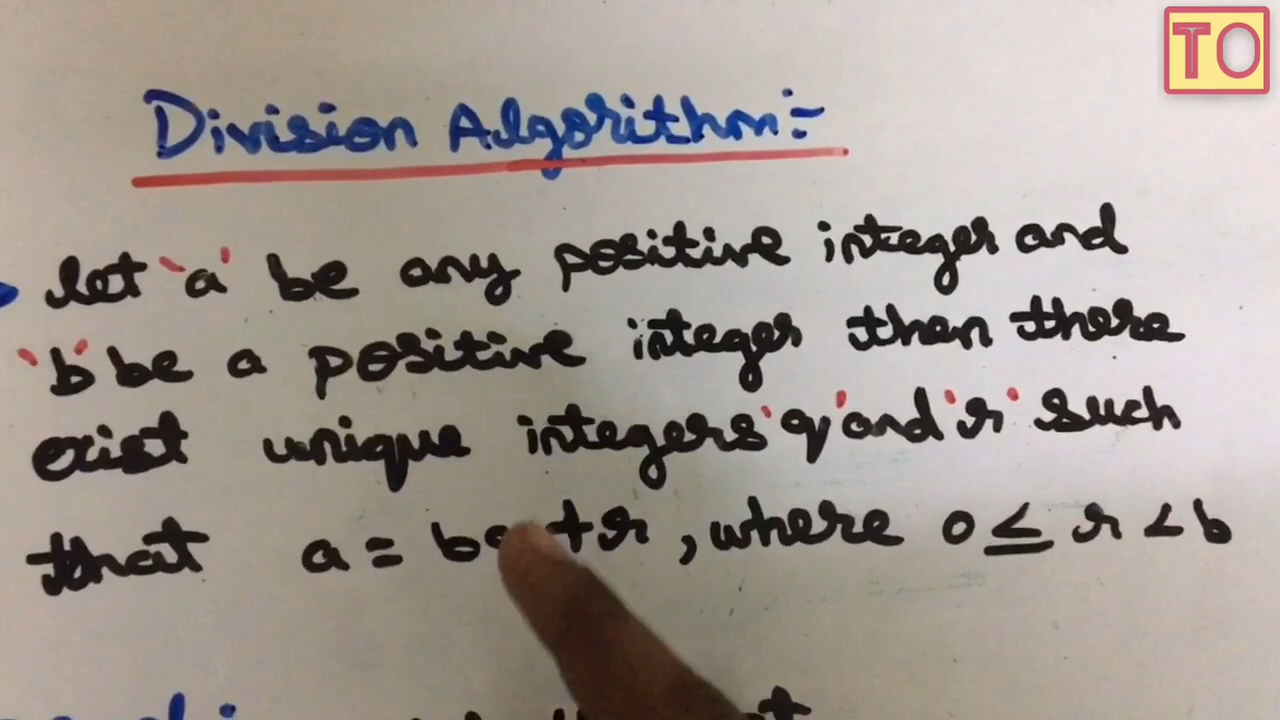 TO
Division Algorithm:-
let 'a' be any positive integer and
'b' be a positive integer then there
exist unique integers 'q' and 'r' such
that a = bq+r, where 0 ≤ r < b